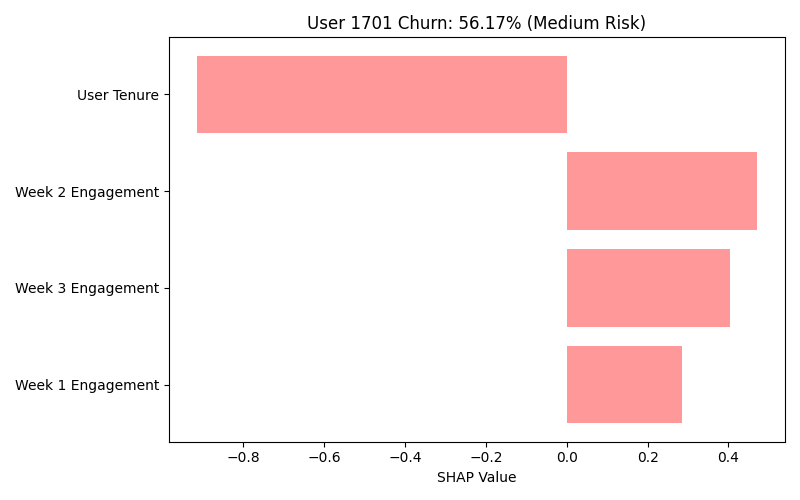 User 1701 Churn: 56.17% (Medium Risk)
User Tenure
Week 2 Engagement
Week 3 Engagement
Week 1 Engagement
−0.8 −0.6 −0.4 −0.2 0.0 0.2 0.4
SHAP Value